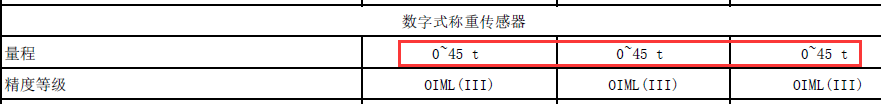 数字式称重传感器
量程 0~45 t 0~45 t 0~45 t
精度等级 OIML(III) OIML(III) OIML(III)